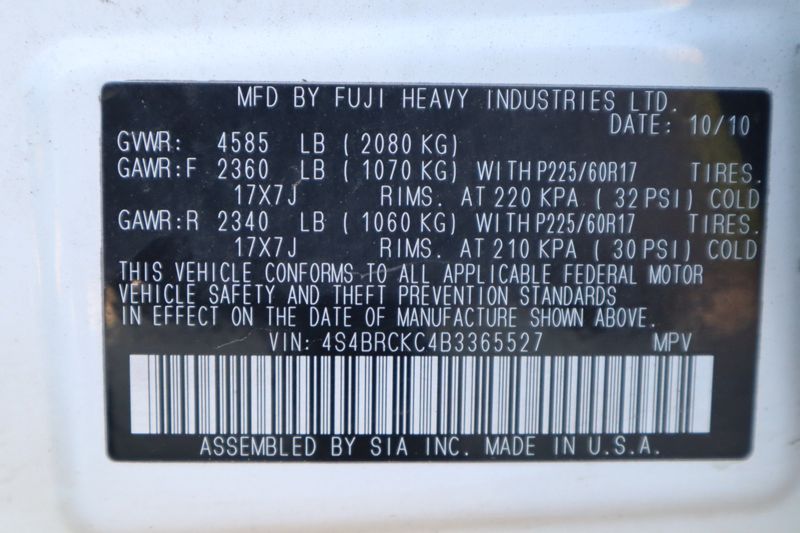 MFD BY FUJI HEAVY INDUSTRIES LTD.
DATE: 10/10
GVWR: 4585 LB ( 2080 KG)
GAWR:F 2360 LB ( 1070 KG) WITHP225/60R17 TIRES.
17X7J RIMS. AT 220 KPA ( 32 PSI) COLD
GAWR:R 2340 LB ( 1060 KG) WITHP225/60R17 TIRES.
17X7J RIMS. AT 210 KPA ( 30 PSI) COLD
THIS VEHICLE CONFORMS TO ALL APPLICABLE FEDERAL MOTOR
VEHICLE SAFETY AND THEFT PREVENTION STANDARDS
IN EFFECT ON THE DATE OF MANUFACTURE SHOWN ABOVE.
VIN: 4S4BRCKC4B3365527 MPV
ASSEMBLED BY SIA INC. MADE IN U.S.A.